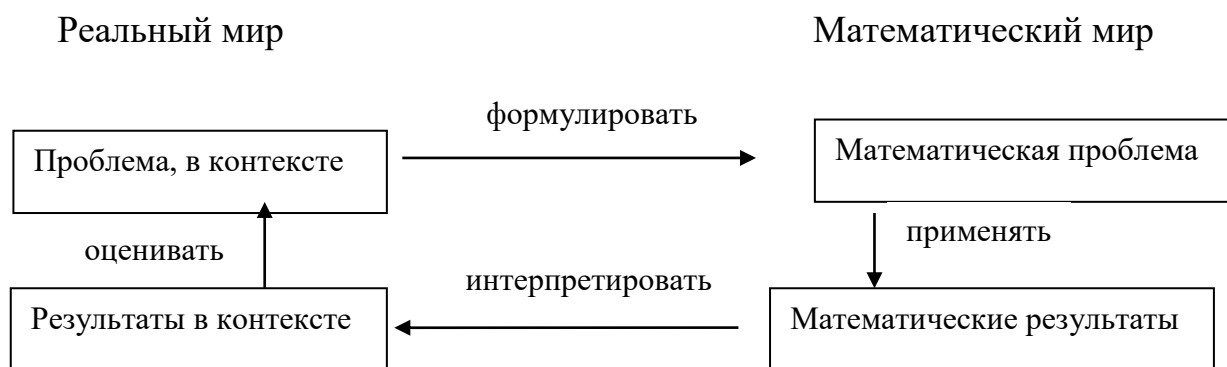 Реальный мир
Математический мир
формулировать
Проблема, в контексте
Математическая проблема
оценивать
применять
интерпретировать
Результаты в контексте
Математические результаты